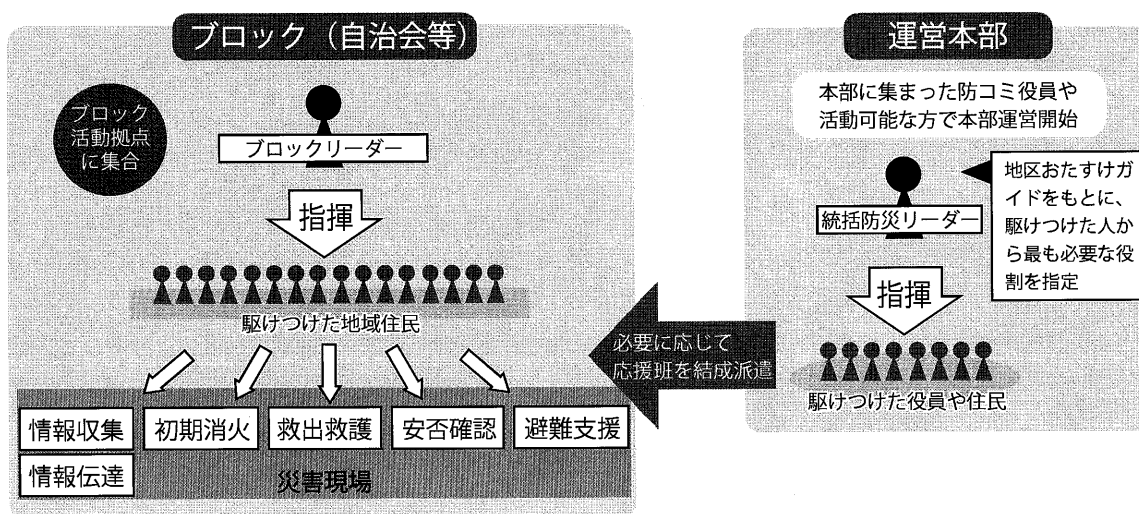 ブロック（自治会等）
ブロック
活動拠点
に集合
ブロックリーダー
指揮
駆けつけた地域住民
情報収集
情報伝達
初期消火
救出救護
安否確認
避難支援
災害現場
運営本部
本部に集まった防コミ役員や
活動可能な方で本部運営開始
統括防災リーダー
地区おたすけガ
イドをもとに、
駆けつけた人か
ら最も必要な役
割を指定
指揮
駆けつけた役員や住民
必要に応じて
応援班を結成派遣